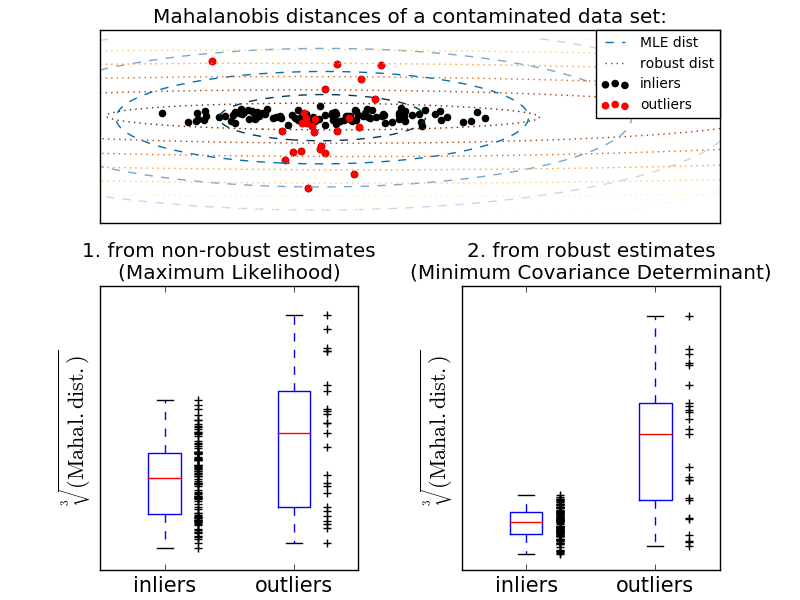 Mahalanobis distances of a contaminated data set:
MLE dist
robust dist
inliers
outliers
1. from non-robust estimates
(Maximum Likelihood)
∛(Mahal. dist. )
inliers
outliers
2. from robust estimates
(Minimum Covariance Determinant)
∛(Mahal. dist. )
inliers
outliers